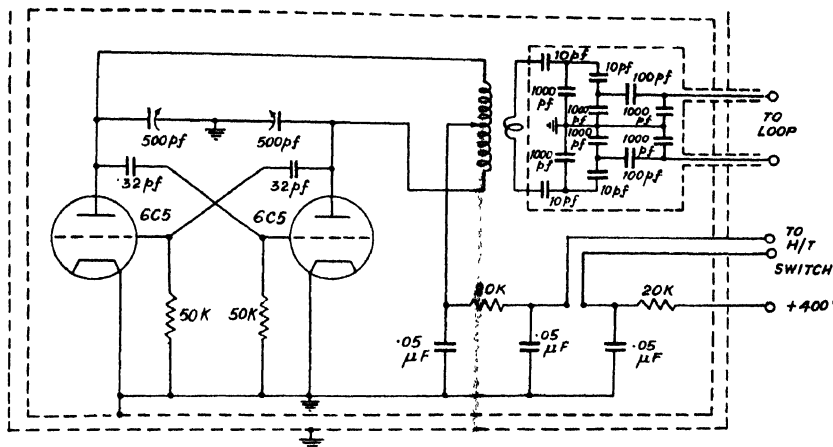 10pf
10pf
100pf
1000 pf
1000 pf
1000 pf
TO LOOP
500pf
500pf
1000 pf
1000 pf
1000 pf
.32pf
32pf
100pf
10pf
10pf
6C5
6C5
TO H/T SWITCH
50K
50K
20K
+400
.05 µF
.05 µF
.05 µF